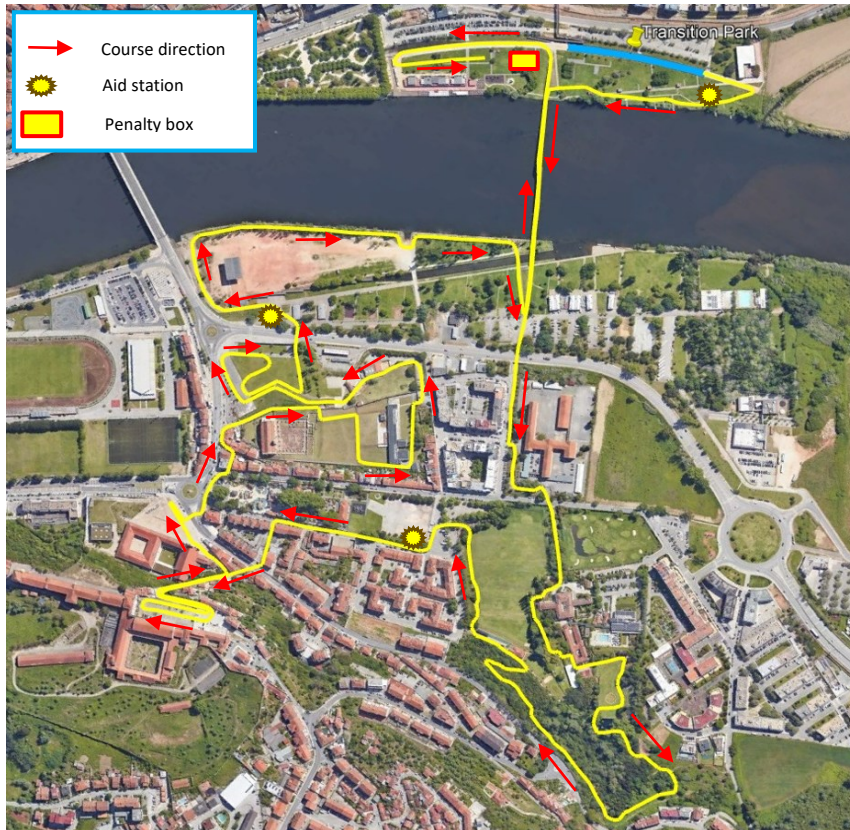 Course direction
Aid station
Penalty box
Transition Park